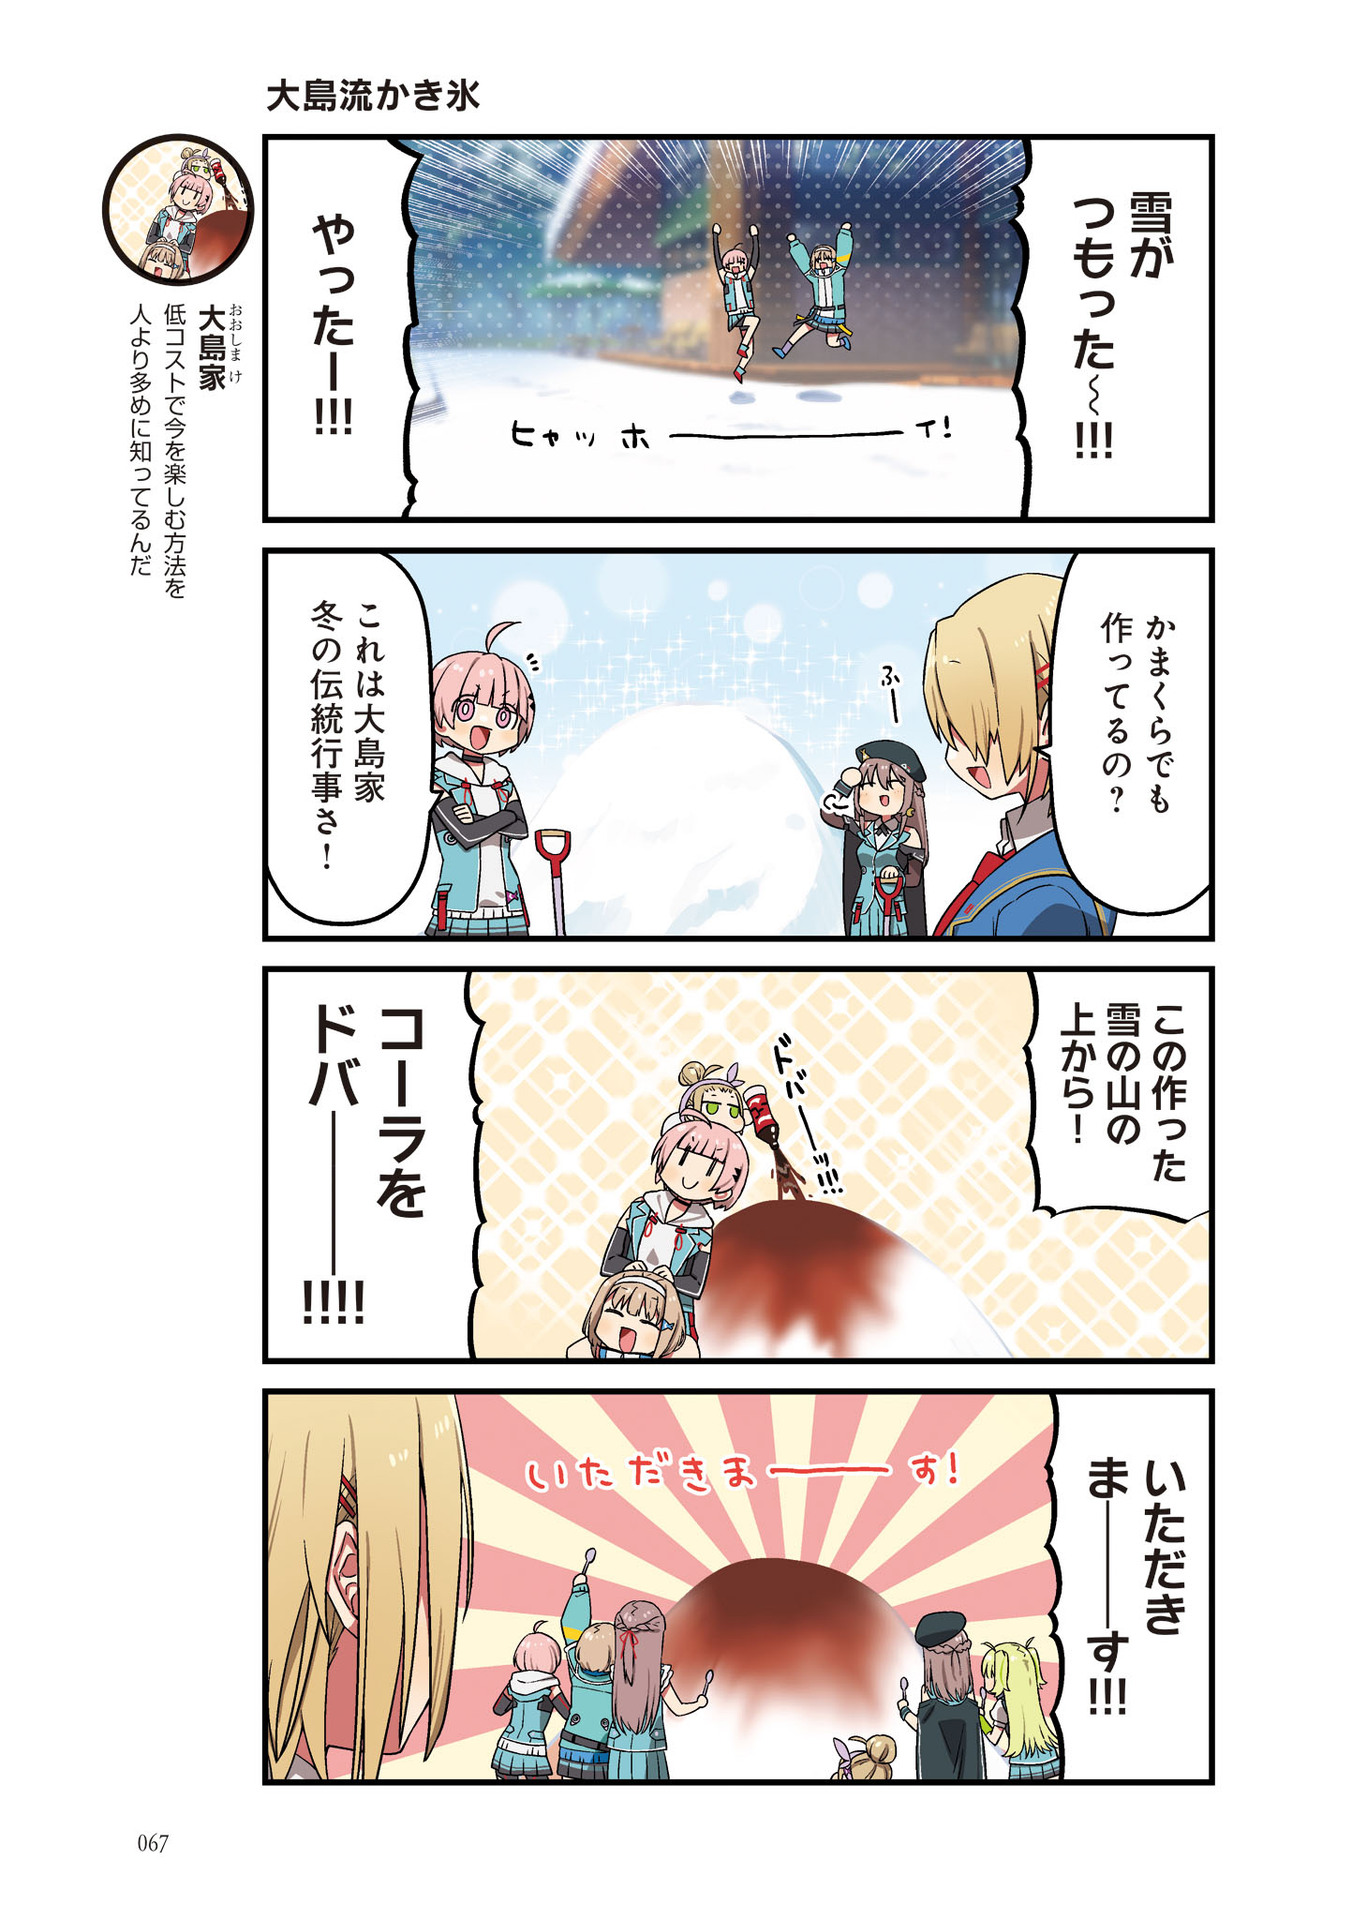 大島流かき氷
雪が
つもった〜!!!
ヒャッホーイ!
やったー!!!
かまくらでも
作ってるの?
ふー
これは大島家
冬の伝統行事さ!
この作った
雪の山の
上から!
ドバーッ!!!
コーラを
ドバー!!!!
いただき
まーす!!!
いただきまーす!
おおしまけ
大島家
低コストで今を楽しむ方法を
人より多めに知ってるんだ
067